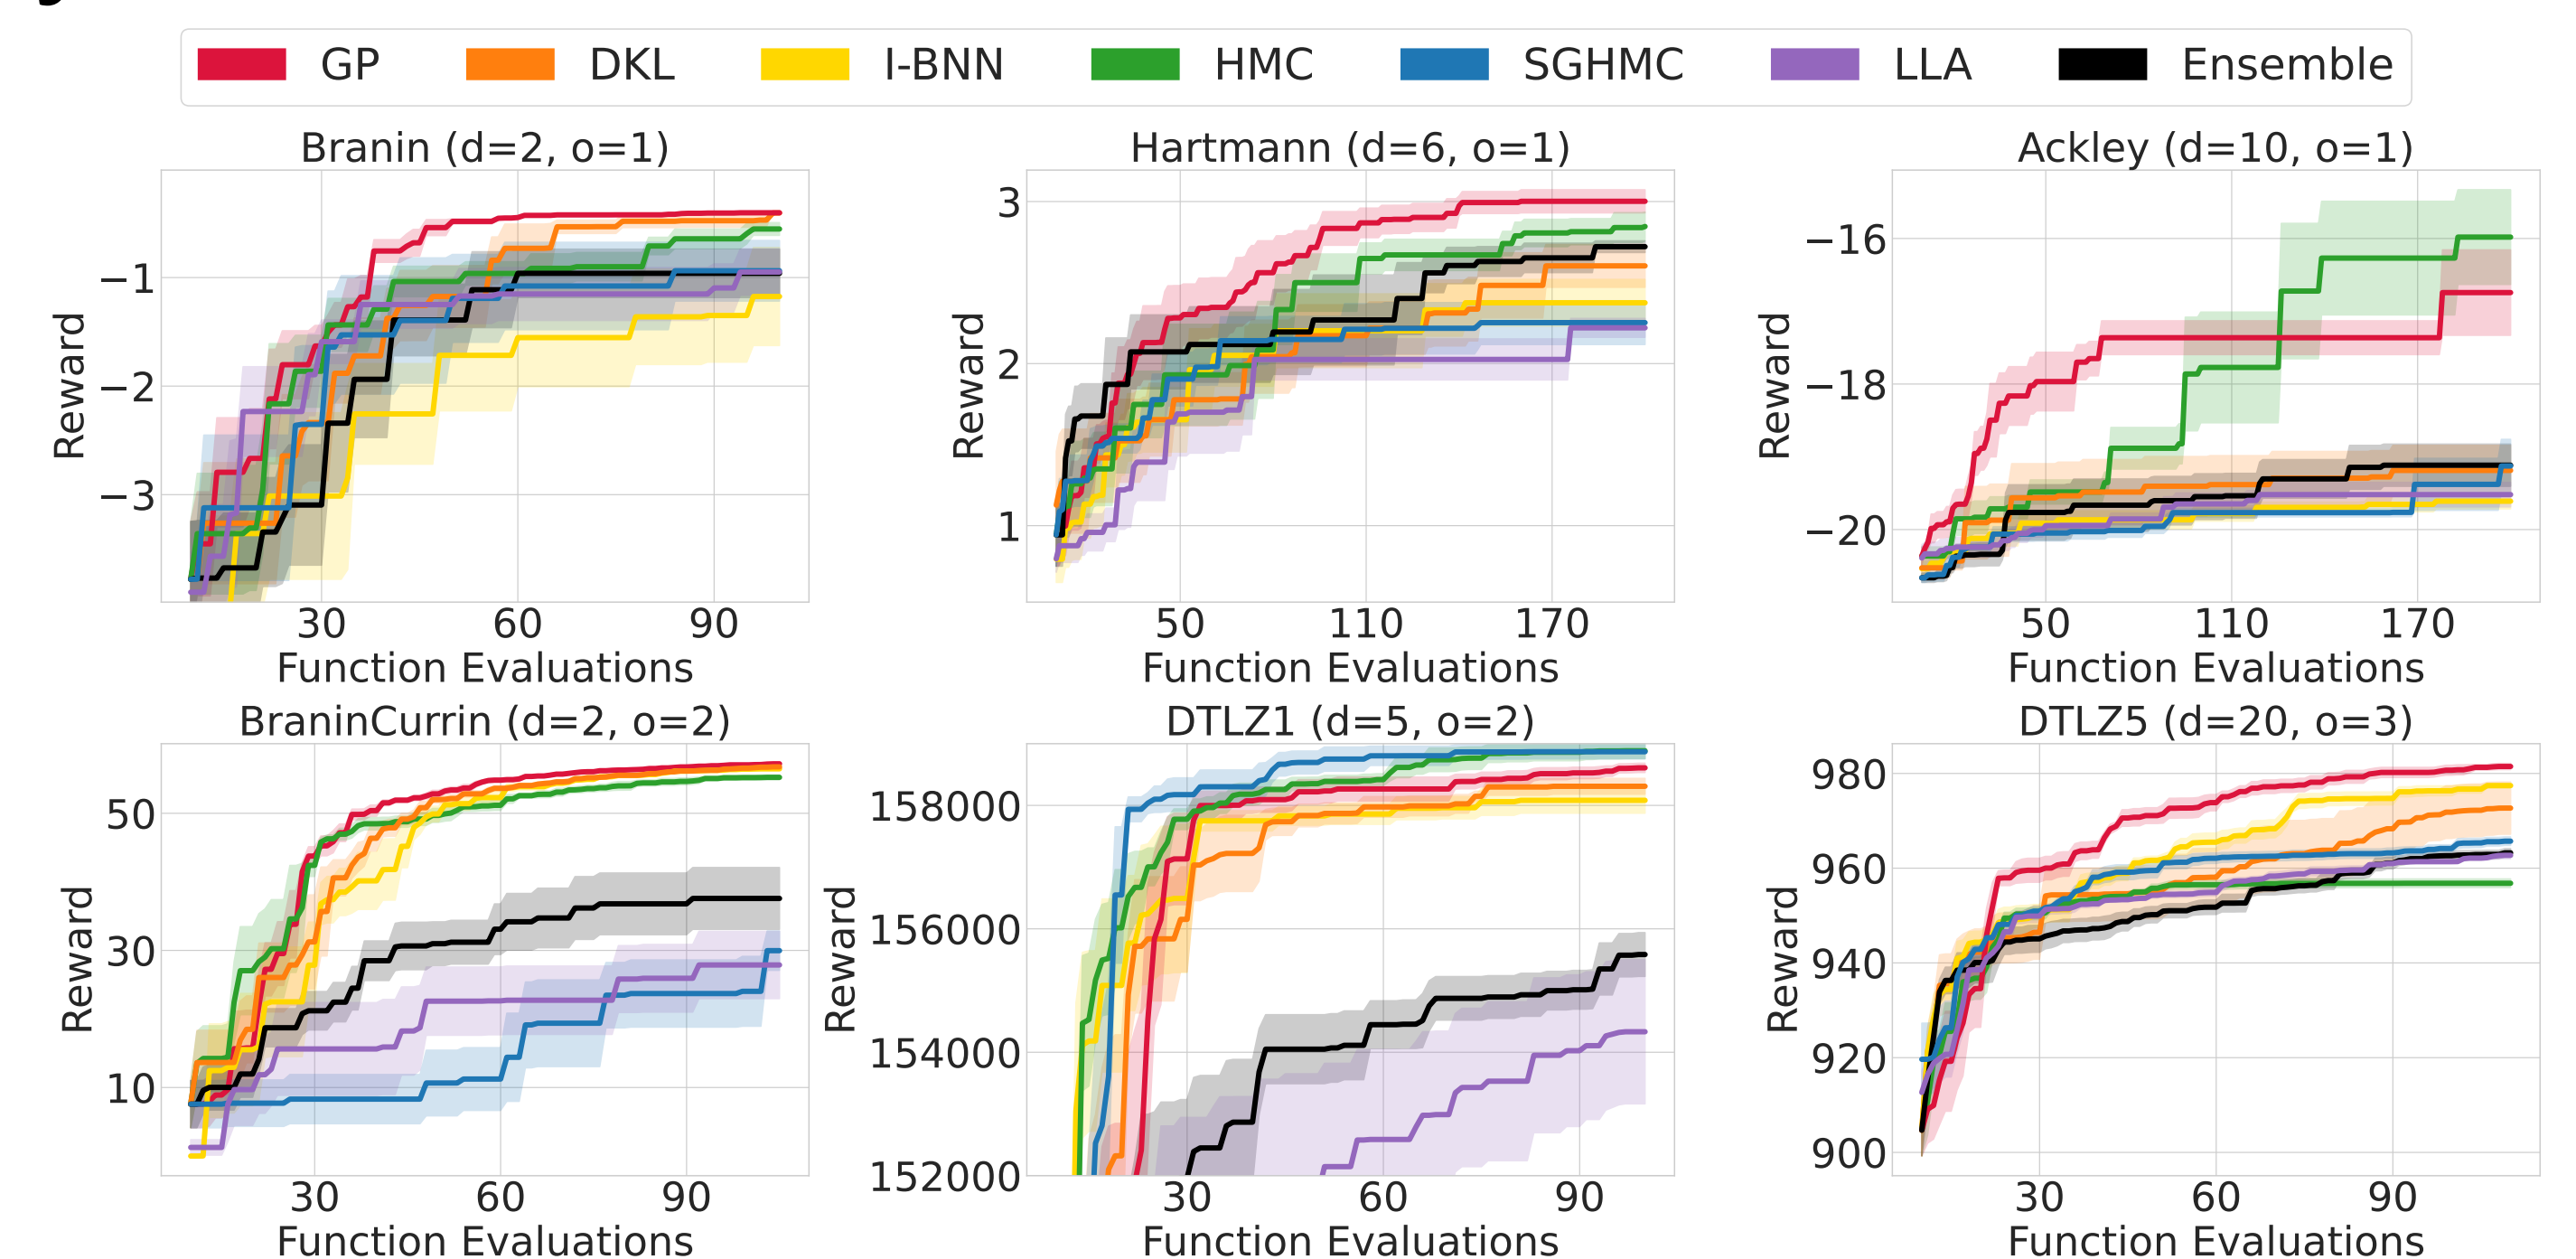 GP DKL I-BNN HMC SGHMC LLA Ensemble
Branin (d=2, o=1)
Reward
−1
−2
−3
30 60 90
Function Evaluations
Hartmann (d=6, o=1)
Reward
3
2
1
50 110 170
Function Evaluations
Ackley (d=10, o=1)
Reward
−16
−18
−20
50 110 170
Function Evaluations
BraninCurrin (d=2, o=2)
Reward
50
30
10
30 60 90
Function Evaluations
DTLZ1 (d=5, o=2)
Reward
158000
156000
154000
152000
30 60 90
Function Evaluations
DTLZ5 (d=20, o=3)
Reward
980
960
940
920
900
30 60 90
Function Evaluations